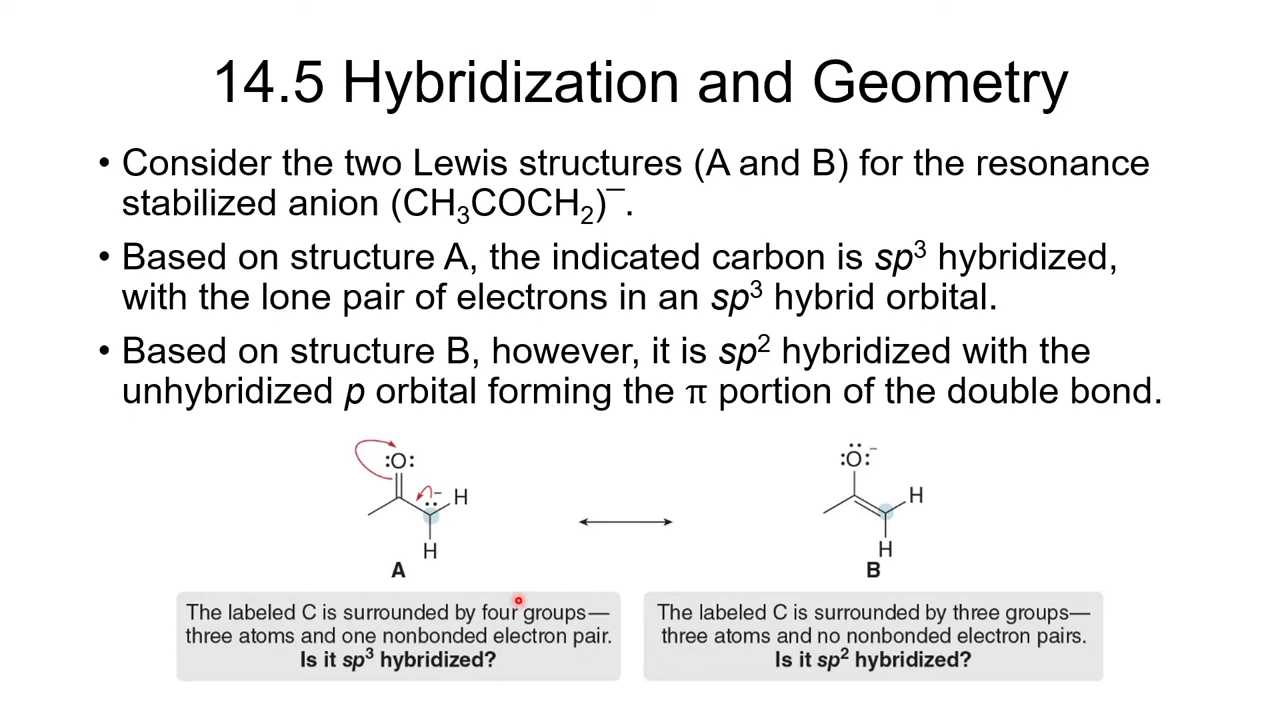 14.5 Hybridization and Geometry
• Consider the two Lewis structures (A and B) for the resonance
stabilized anion (CH₃COCH₂)⁻.
• Based on structure A, the indicated carbon is sp³ hybridized,
with the lone pair of electrons in an sp³ hybrid orbital.
• Based on structure B, however, it is sp² hybridized with the
unhybridized p orbital forming the π portion of the double bond.
:O:
− H
H
A
:Ö:⁻
H
H
B
The labeled C is surrounded by four groups—
three atoms and one nonbonded electron pair.
Is it sp³ hybridized?
The labeled C is surrounded by three groups—
three atoms and no nonbonded electron pairs.
Is it sp² hybridized?